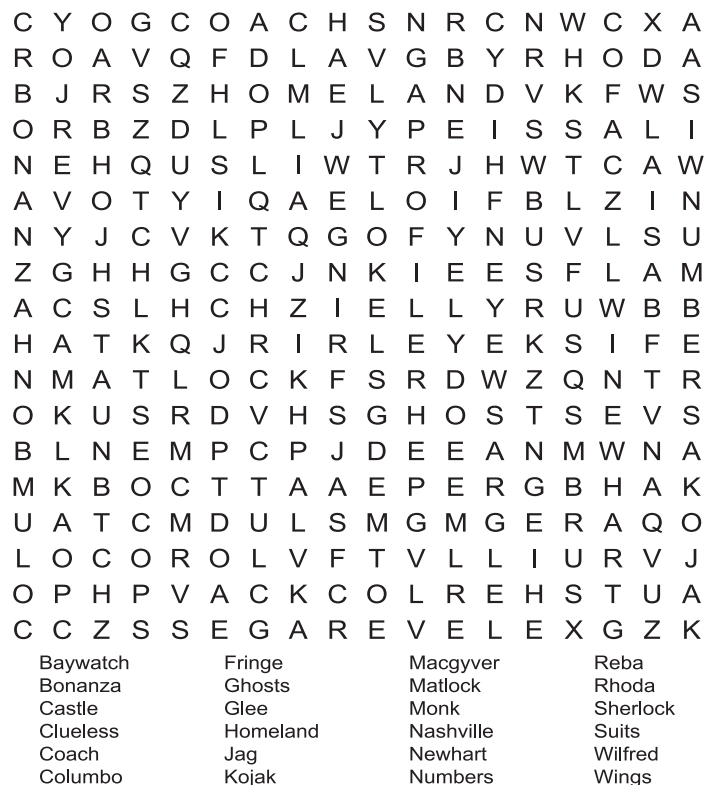 C Y O G C O A C H S N R C N W C X A
R O A V Q F D L A V G B Y R H O D A
B J R S Z H O M E L A N D V K F W S
O R B Z D L P L J Y P E I S S A L I
N E H Q U S L I W T R J H W T C A W
A V O T Y I Q A E L O I F B L Z I N
N Y J C V K T Q G O F Y N U V L S U
Z G H H G C C J N K I E E S F L A M
A C S L H C H Z I E L L Y R U W B B
H A T K Q J R I R L E Y E K S I F E
N M A T L O C K F S R D W Z Q N T R
O K U S R D V H S G H O S T S E V S
B L N E M P C P J D E E A N M W N A
M K B O C T T A A E P E R G B H A K
U A T C M D U L S M G M G E R A Q O
L O C O R O L V F T V L L I U R V J
O P H P V A C K C O L R E H S T U A
C C Z S S E G A R E V E L E X G Z K
Baywatch Fringe Macgyver Reba
Bonanza Ghosts Matlock Rhoda
Castle Glee Monk Sherlock
Clueless Homeland Nashville Suits
Coach Jag Newhart Wilfred
Columbo Kojak Numbers Wings